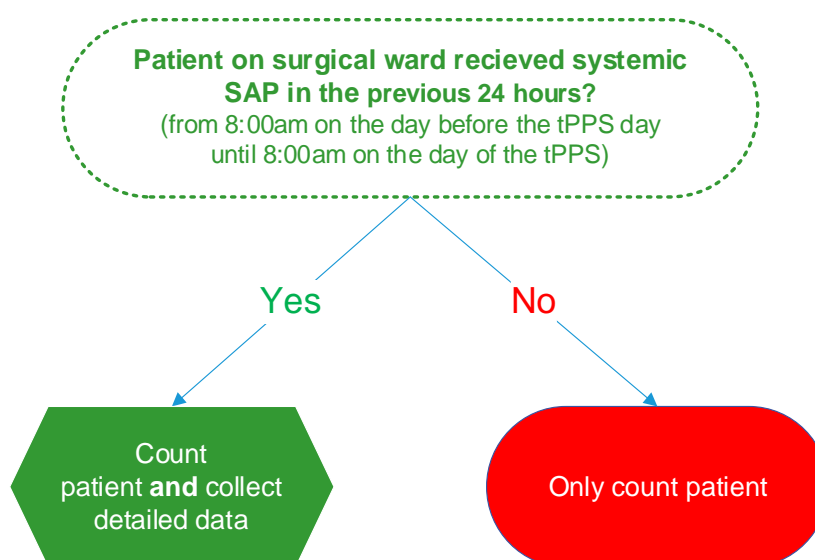 Patient on surgical ward recieved systemic
SAP in the previous 24 hours?
(from 8:00am on the day before the tPPS day
until 8:00am on the day of the tPPS)
Yes
No
Count
patient and collect
detailed data
Only count patient